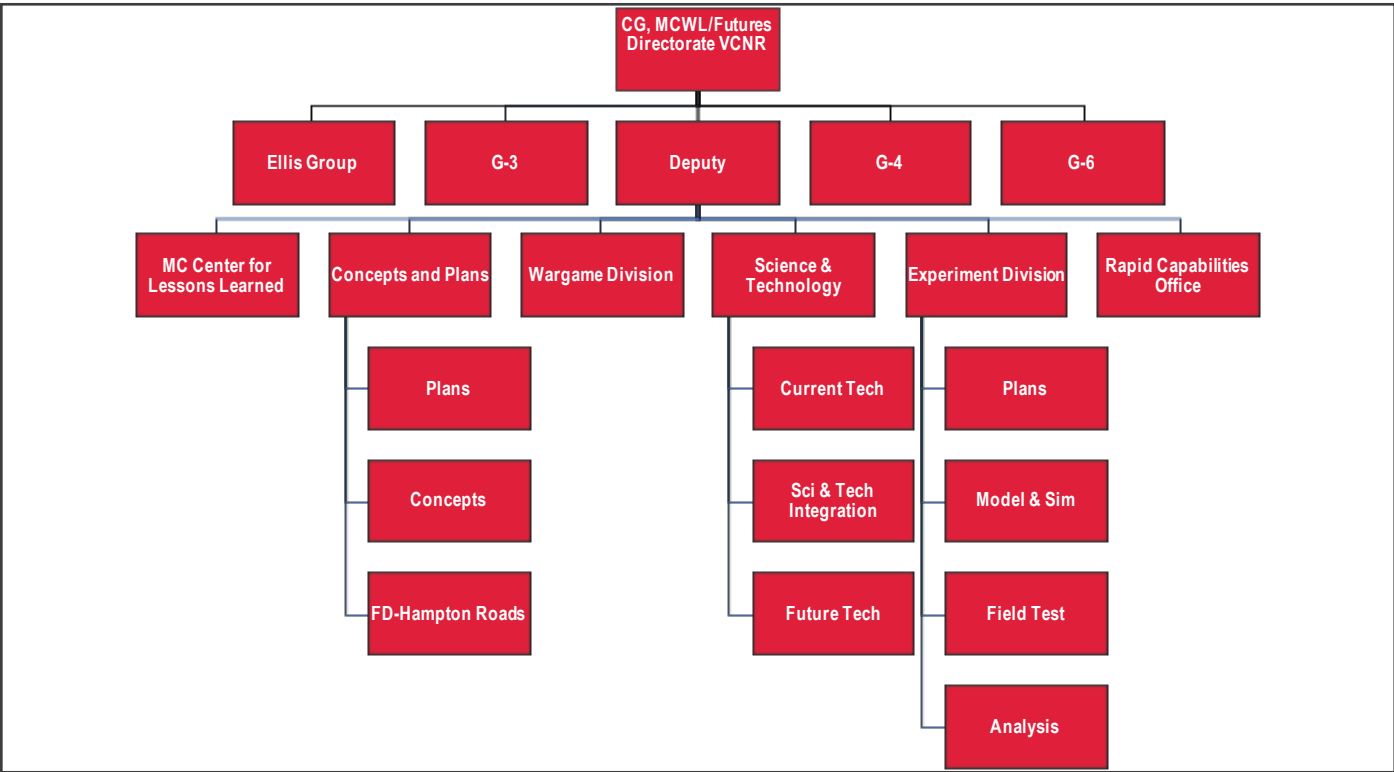 CG, MCWL/Futures
Directorate VCNR
Ellis Group
G-3
Deputy
G-4
G-6
MC Center for
Lessons Learned
Concepts and Plans
Wargame Division
Science &
Technology
Experiment Division
Rapid Capabilities
Office
Plans
Concepts
FD-Hampton Roads
Current Tech
Sci & Tech
Integration
Future Tech
Plans
Model & Sim
Field Test
Analysis